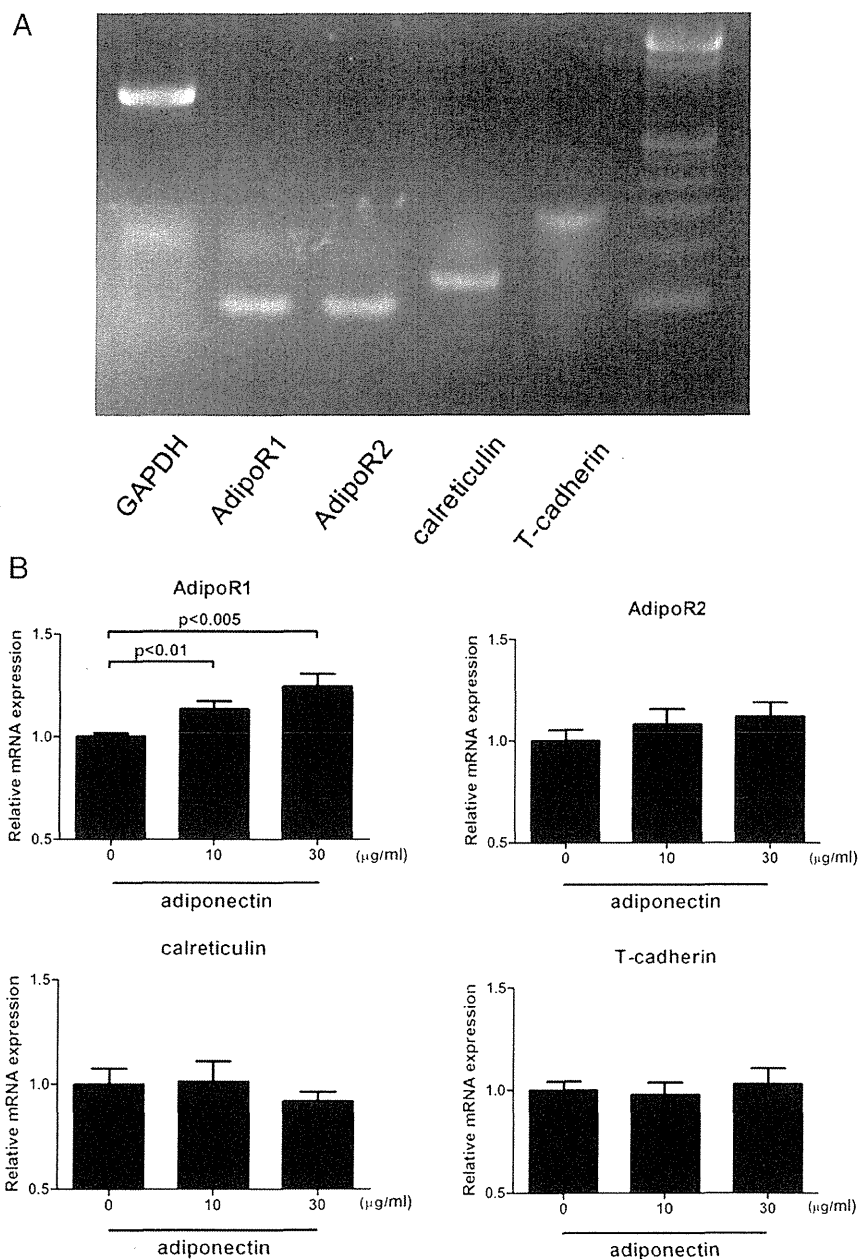 A
GAPDH
AdipoR1
AdipoR2
calreticulin
T-cadherin
B
AdipoR1
p<0.005
p<0.01
Relative mRNA expression
1.5
1.0
0.5
0 10 30 (μg/ml)
adiponectin
AdipoR2
Relative mRNA expression
1.5
1.0
0.5
0 10 30 (μg/ml)
adiponectin
calreticulin
Relative mRNA expression
1.5
1.0
0.5
0 10 30 (μg/ml)
adiponectin
T-cadherin
Relative mRNA expression
1.5
1.0
0.5
0 10 30 (μg/ml)
adiponectin